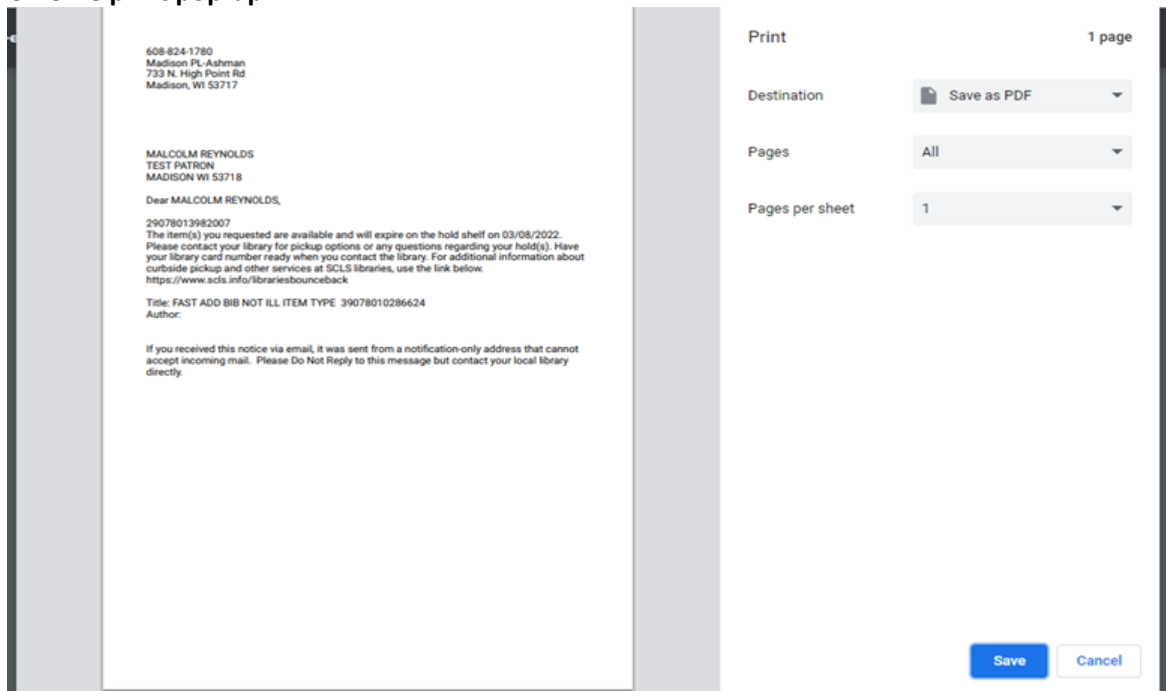 608-824-1780
Madison PL-Ashman
733 N. High Point Rd
Madison, WI 53717
MALCOLM REYNOLDS
TEST PATRON
MADISON WI 53718
Dear MALCOLM REYNOLDS,
29078013982007
The item(s) you requested are available and will expire on the hold shelf on 03/08/2022.
Please contact your library for pickup options or any questions regarding your hold(s). Have
your library card number ready when you contact the library. For additional information about
curbside pickup and other services at SCLS libraries, use the link below.
https://www.scls.info/librariesbounceback
Title: FAST ADD BIB NOT ILL ITEM TYPE 39078010286624
Author:
If you received this notice via email, it was sent from a notification-only address that cannot
accept incoming mail. Please Do Not Reply to this message but contact your local library
directly.
Print 1 page
Destination Save as PDF
Pages All
Pages per sheet 1
Save Cancel